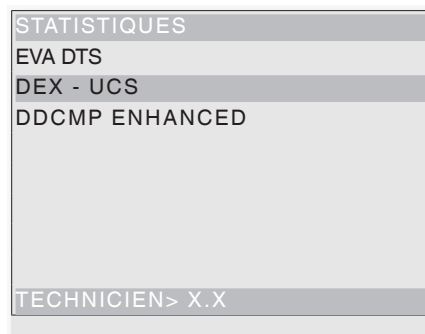 STATISTIQUES
EVA DTS
DEX - UCS
DDCMP ENHANCED
TECHNICIEN> X.X